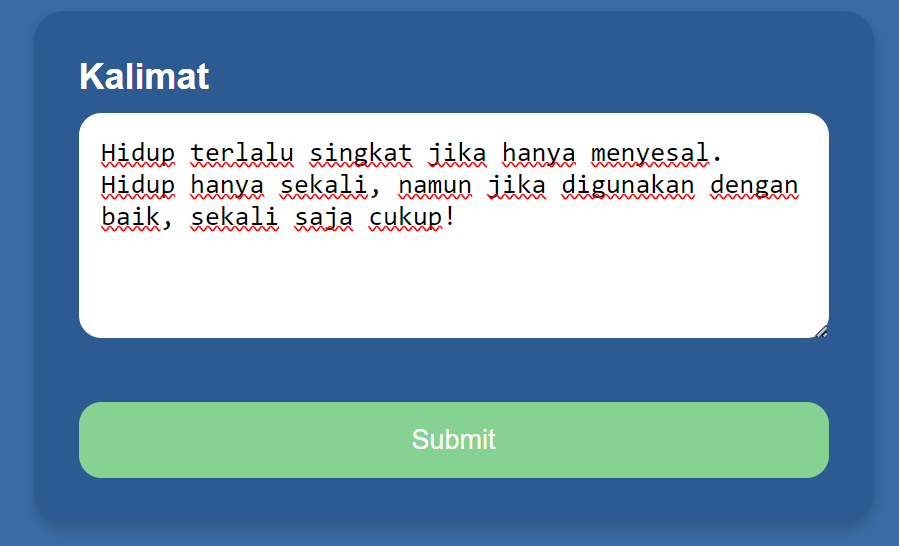 Kalimat
Hidup terlalu singkat jika hanya menyesal.
Hidup hanya sekali, namun jika digunakan dengan
baik, sekali saja cukup!
Submit